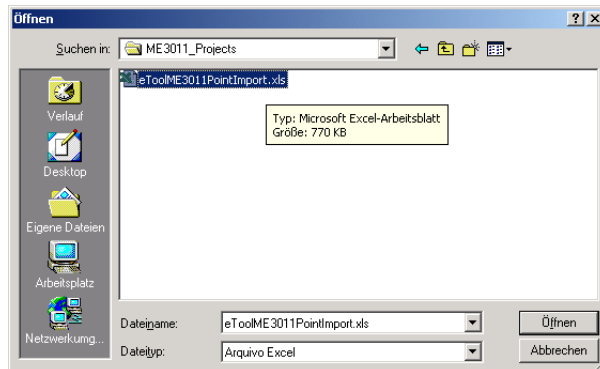 Öffnen
Suchen in:
ME3011_Projects
eToolME3011PointImport.xls
Typ: Microsoft Excel-Arbeitsblatt
Größe: 770 KB
Verlauf
Desktop
Eigene Dateien
Arbeitsplatz
Netzwerkumg...
Dateiname:
eToolME3011PointImport.xls
Öffnen
Dateityp:
Arquivo Excel
Abbrechen